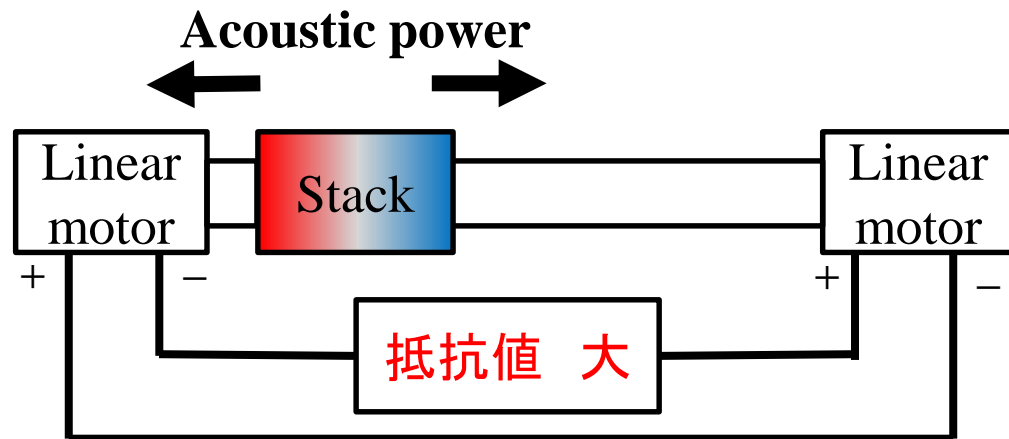 Acoustic power
Linear
motor
Stack
Linear
motor
+
−
+
−
抵抗値　大